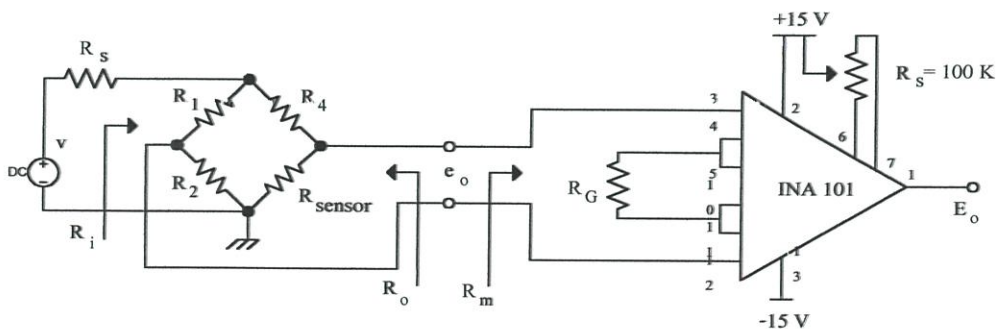 +15 V
R s
R s = 100 K
R 1
R 4
3
2
4
6
v
DC
7
1
e o
5
1
R G
INA 101
R 2
R sensor
0
1
E o
R i
1
1
1
3
2
R o
R m
-15 V